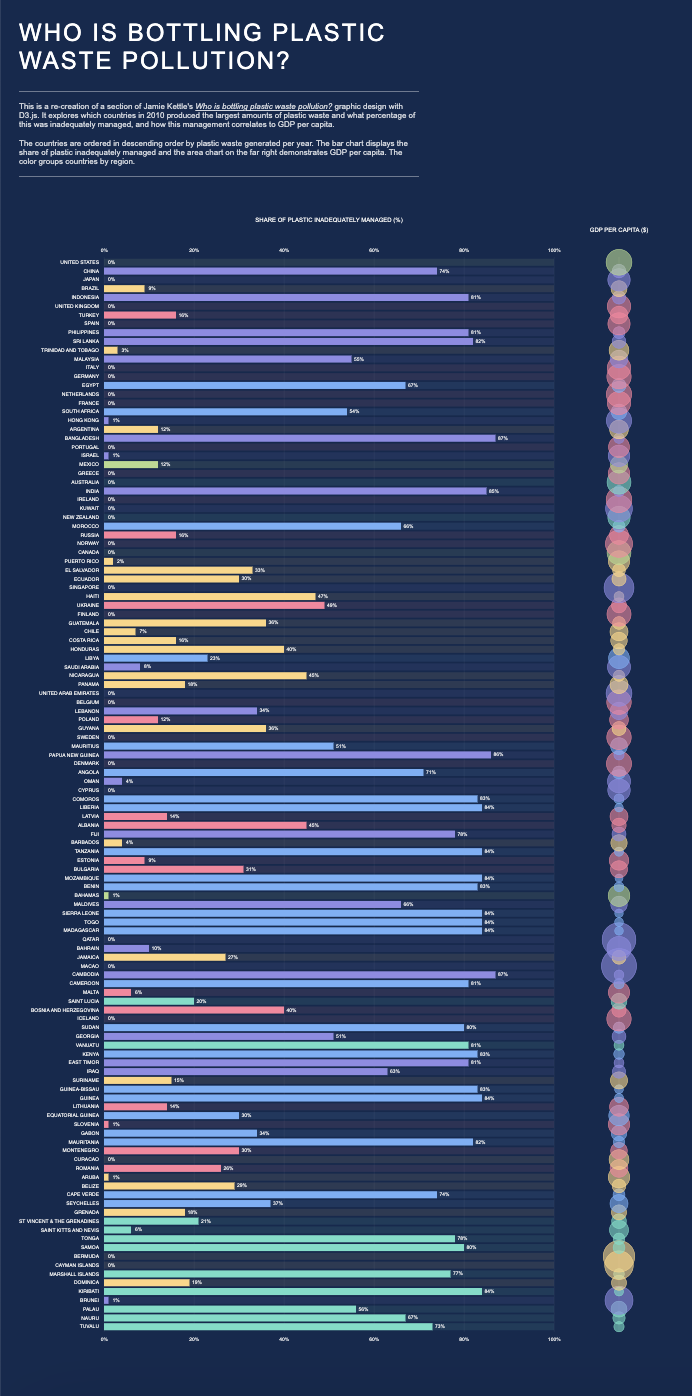 WHO IS BOTTLING PLASTIC
WASTE POLLUTION?
This is a re-creation of a section of Jamie Kettle's Who is bottling plastic waste pollution? graphic design with
D3.js. It explores which countries in 2010 produced the largest amounts of plastic waste and what percentage of
this was inadequately managed, and how this management correlates to GDP per capita.
The countries are ordered in descending order by plastic waste generated per year. The bar chart displays the
share of plastic inadequately managed and the area chart on the far right demonstrates GDP per capita. The
color groups countries by region.
SHARE OF PLASTIC INADEQUATELY MANAGED (%)
GDP PER CAPITA ($)
0% 20% 40% 60% 80% 100%
UNITED STATES 0%
CHINA 74%
JAPAN 0%
BRAZIL 9%
INDONESIA 81%
UNITED KINGDOM 0%
TURKEY 16%
SPAIN 0%
PHILIPPINES 81%
SRI LANKA 82%
TRINIDAD AND TOBAGO 3%
MALAYSIA 55%
ITALY 0%
GERMANY 0%
EGYPT 67%
NETHERLANDS 0%
FRANCE 0%
SOUTH AFRICA 54%
HONG KONG 1%
ARGENTINA 12%
BANGLADESH 87%
PORTUGAL 0%
ISRAEL 1%
MEXICO 12%
GREECE 0%
AUSTRALIA 0%
INDIA 85%
IRELAND 0%
KUWAIT 0%
NEW ZEALAND 0%
MOROCCO 66%
RUSSIA 16%
NORWAY 0%
CANADA 0%
PUERTO RICO 2%
EL SALVADOR 33%
ECUADOR 30%
SINGAPORE 0%
HAITI 47%
UKRAINE 49%
FINLAND 0%
GUATEMALA 36%
CHILE 7%
COSTA RICA 16%
HONDURAS 40%
LIBYA 23%
SAUDI ARABIA 8%
NICARAGUA 45%
PANAMA 18%
UNITED ARAB EMIRATES 0%
BELGIUM 0%
LEBANON 34%
POLAND 12%
GUYANA 36%
SWEDEN 0%
MAURITIUS 51%
PAPUA NEW GUINEA 86%
DENMARK 0%
ANGOLA 71%
OMAN 4%
CYPRUS 0%
COMOROS 83%
LIBERIA 84%
LATVIA 14%
ALBANIA 45%
FIJI 78%
BARBADOS 4%
TANZANIA 84%
ESTONIA 9%
BULGARIA 31%
MOZAMBIQUE 84%
BENIN 83%
BAHAMAS 1%
MALDIVES 66%
SIERRA LEONE 84%
TOGO 84%
MADAGASCAR 84%
QATAR 0%
BAHRAIN 10%
JAMAICA 27%
MACAO 0%
CAMBODIA 87%
CAMEROON 81%
MALTA 6%
SAINT LUCIA 20%
BOSNIA AND HERZEGOVINA 40%
ICELAND 0%
SUDAN 80%
GEORGIA 51%
VANUATU 81%
KENYA 83%
EAST TIMOR 81%
IRAQ 63%
SURINAME 15%
GUINEA-BISSAU 83%
GUINEA 84%
LITHUANIA 14%
EQUATORIAL GUINEA 30%
SLOVENIA 1%
GABON 34%
MAURITANIA 82%
MONTENEGRO 30%
CURACAO 0%
ROMANIA 26%
ARUBA 1%
BELIZE 29%
CAPE VERDE 74%
SEYCHELLES 37%
GRENADA 18%
ST VINCENT & THE GRENADINES 21%
SAINT KITTS AND NEVIS 6%
TONGA 78%
SAMOA 80%
BERMUDA 0%
CAYMAN ISLANDS 0%
MARSHALL ISLANDS 77%
DOMINICA 19%
KIRIBATI 84%
BRUNEI 1%
PALAU 56%
NAURU 67%
TUVALU 73%
0% 20% 40% 60% 80% 100%